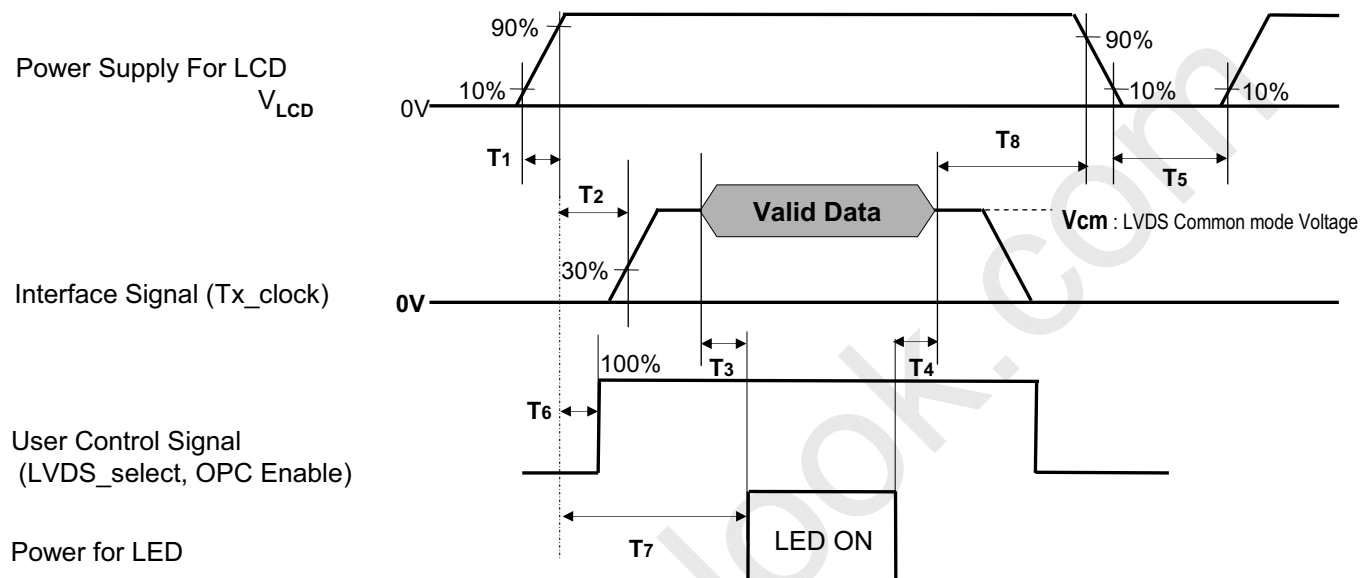 90%
90%
Power Supply For LCD
VLCD
10%
10%
10%
0V
T1
T8
T5
T2
Valid Data
Vcm : LVDS Common mode Voltage
30%
Interface Signal (Tx_clock)
0V
T3
T4
100%
T6
User Control Signal
(LVDS_select, OPC Enable)
T7
LED ON
Power for LED
look.com